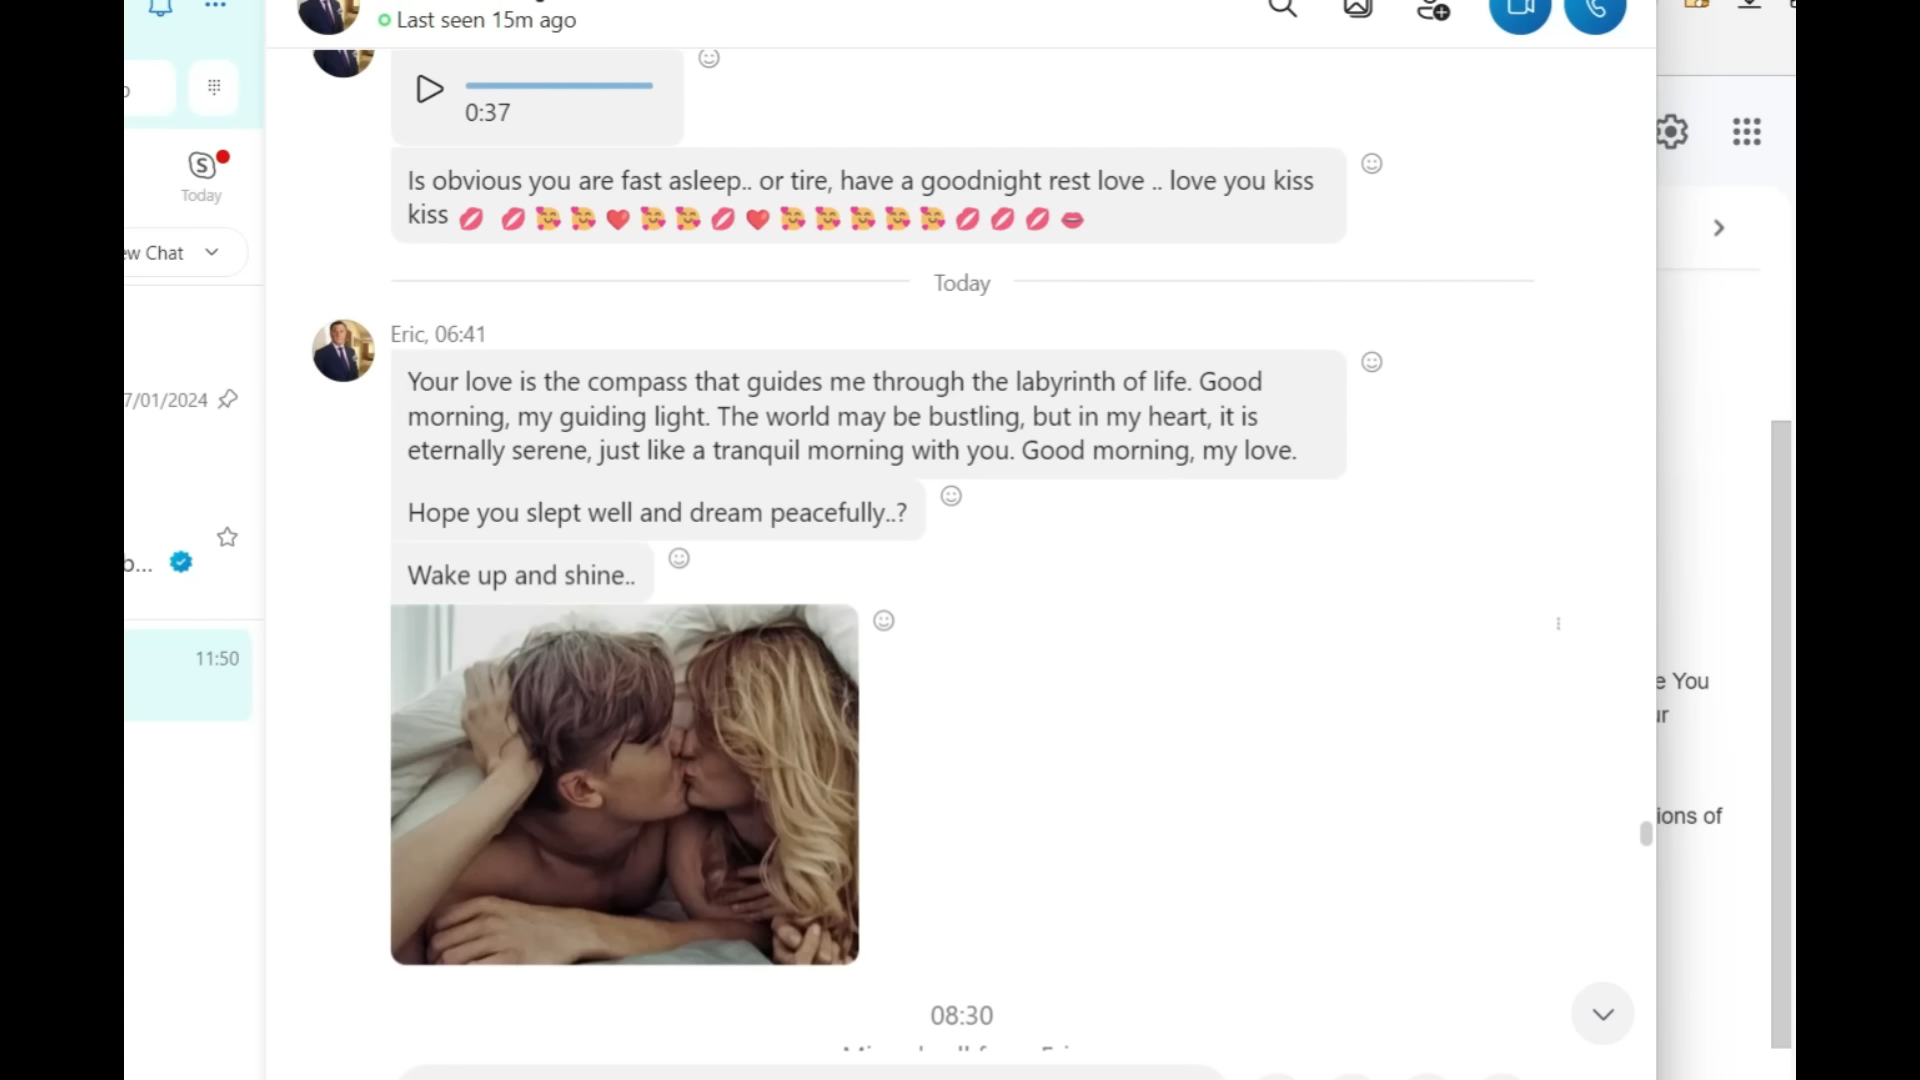 Last seen 15m ago
0:37
Is obvious you are fast asleep.. or tire, have a goodnight rest love .. love you kiss
kiss 💋 💋 🥰 🥰 ❤️ 🥰 🥰 💋 ❤️ 🥰 🥰 🥰 🥰 🥰 💋 💋 💋 👄
Today
Eric, 06:41
Your love is the compass that guides me through the labyrinth of life. Good
morning, my guiding light. The world may be bustling, but in my heart, it is
eternally serene, just like a tranquil morning with you. Good morning, my love.
Hope you slept well and dream peacefully..?
Wake up and shine..
08:30
Today
ew Chat
7/01/2024
b...
11:50
e You
ur
ions of